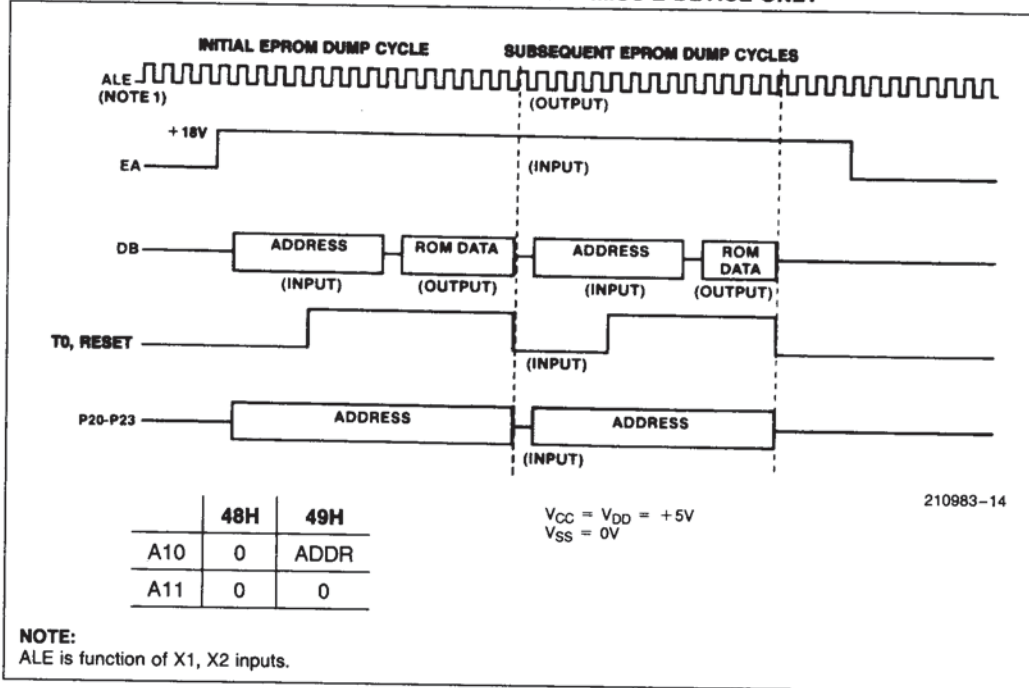 INITIAL EPROM DUMP CYCLE
SUBSEQUENT EPROM DUMP CYCLES
ALE
(NOTE 1)
(OUTPUT)
+18V
EA
(INPUT)
DB
ADDRESS
ROM DATA
ADDRESS
ROM DATA
(INPUT)
(OUTPUT)
(INPUT)
(OUTPUT)
T0, RESET
(INPUT)
P20-P23
ADDRESS
ADDRESS
(INPUT)
210983-14
48H 49H
A10 0 ADDR
A11 0 0
VCC = VDD = +5V
VSS = 0V
NOTE:
ALE is function of X1, X2 inputs.